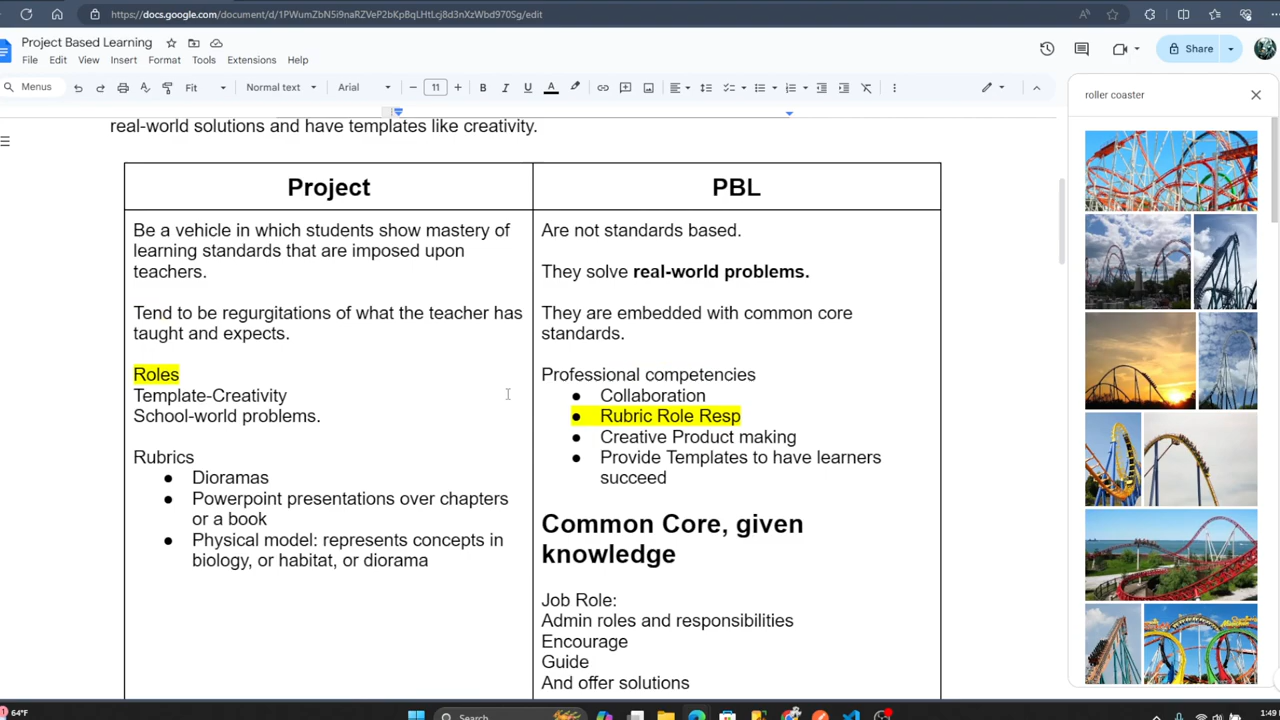 https://docs.google.com/document/d/1PWumZbN5i9naRZVeP2bKpBqLHtLcj8d3nXzWbd970Sg/edit
Project Based Learning
File Edit View Insert Format Tools Extensions Help
Share
Menus
Fit
Normal text
Arial
11
roller coaster
real-world solutions and have templates like creativity.
Project
Be a vehicle in which students show mastery of
learning standards that are imposed upon
teachers.
Tend to be regurgitations of what the teacher has
taught and expects.
Roles
Template-Creativity
School-world problems.
Rubrics
● Dioramas
● Powerpoint presentations over chapters
or a book
● Physical model: represents concepts in
biology, or habitat, or diorama
PBL
Are not standards based.
They solve real-world problems.
They are embedded with common core
standards.
Professional competencies
● Collaboration
● Rubric Role Resp
● Creative Product making
● Provide Templates to have learners
succeed
Common Core, given
knowledge
Job Role:
Admin roles and responsibilities
Encourage
Guide
And offer solutions
64°F
Search
1:49